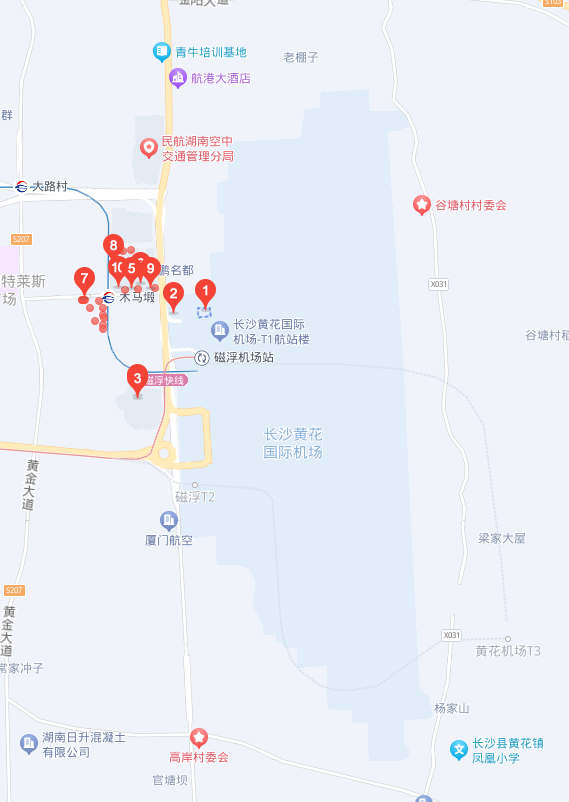 金阳大道
S103
青牛培训基地
老棚子
航港大酒店
群
民航湖南空中
交通管理分局
大路村
谷塘村村委会
S207
8
10
5
9
鹏名都
7
特莱斯
场
木马塅
2
1
X031
长沙黄花国际
机场-T1航站楼
谷塘村稻
磁浮机场站
3
磁浮快线
长沙黄花
国际机场
黄金大道
磁浮T2
厦门航空
梁家大屋
S207
黄金大道
X031
黄花机场T3
常家冲子
杨家山
湖南日升混凝土
有限公司
高岸村委会
长沙县黄花镇
凤凰小学
官塘坝